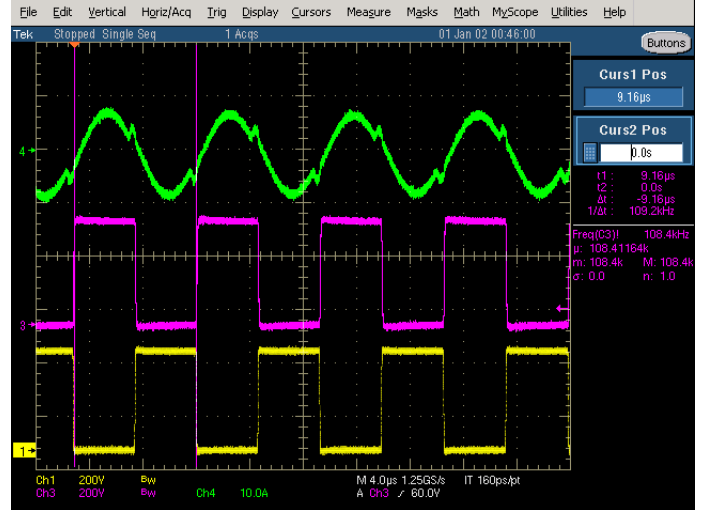 File Edit Vertical Horiz/Acq Trig Display Cursors Measure Masks Math MyScope Utilities Help
Tek Stopped Single Seq 1 Acqs 01 Jan 02 00:46:00 Buttons
Curs1 Pos
9.16µs
Curs2 Pos
0.0s
t1 : 9.16µs
t2 : 0.0s
Δt : -9.16µs
1/Δt : 109.2kHz
Freq(C3)! 108.4kHz
µ: 108.41164k
m: 108.4k M: 108.4k
σ: 0.0 n: 1.0
4
3
1
Ch1 200V Bw M 4.0µs 1.25GS/s IT 160ps/pt
Ch3 200V Bw Ch4 10.0A A Ch3 60.0V